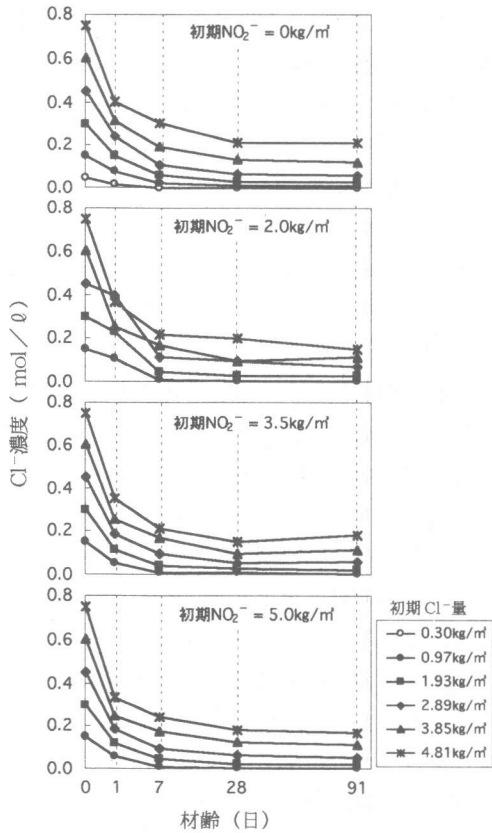 0.8
初期NO₂⁻ = 0kg/㎥
0.6
0.4
0.2
0.0
0.8
初期NO₂⁻ = 2.0kg/㎥
0.6
0.4
0.2
0.0
Cl⁻濃度 ( mol／ℓ )
0.8
初期NO₂⁻ = 3.5kg/㎥
0.6
0.4
0.2
0.0
0.8
初期NO₂⁻ = 5.0kg/㎥
0.6
0.4
0.2
0.0
0 1 7 28 91
材齢（日）
初期Cl⁻量
0.30kg/㎥
0.97kg/㎥
1.93kg/㎥
2.89kg/㎥
3.85kg/㎥
4.81kg/㎥